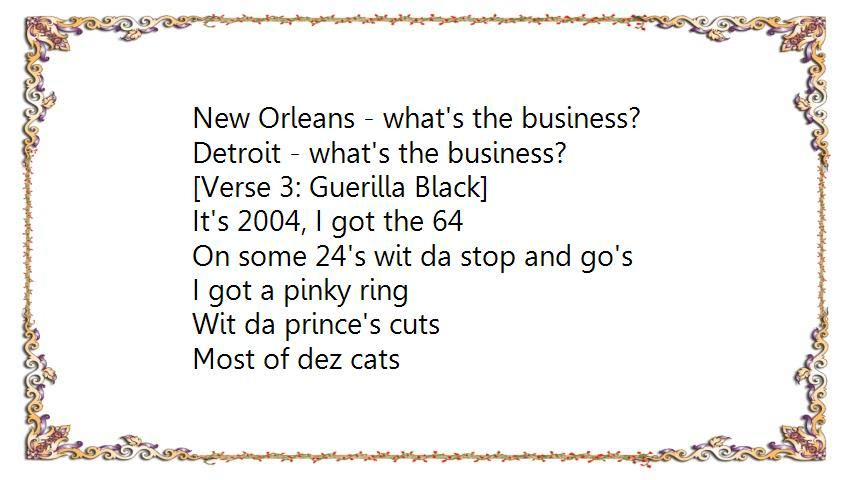 New Orleans - what's the business?
Detroit - what's the business?
[Verse 3: Guerilla Black]
It's 2004, I got the 64
On some 24's wit da stop and go's
I got a pinky ring
Wit da prince's cuts
Most of dez cats